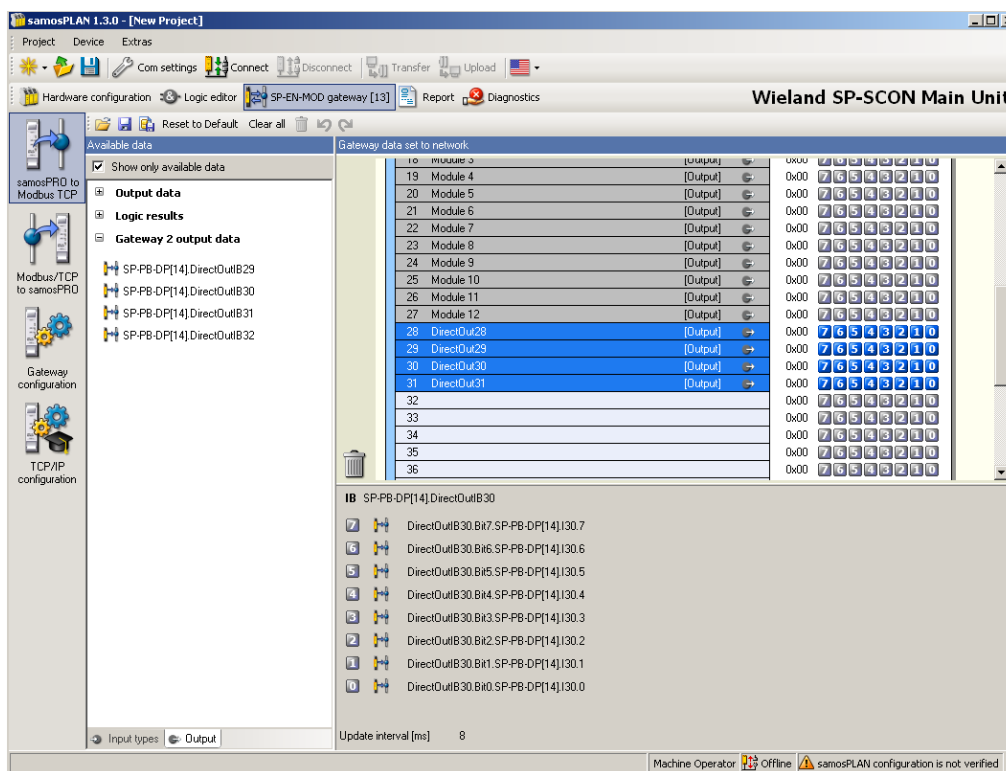 samosPLAN 1.3.0 - [New Project]
Project Device Extras
Com settings Connect Disconnect Transfer Upload
Hardware configuration Logic editor SP-EN-MOD gateway [13] Report Diagnostics Wieland SP-SCON Main Unit
Reset to Default Clear all
Available data Gateway data set to network
samosPRO to
Modbus TCP
Modbus/TCP
to samosPRO
Gateway
configuration
TCP/IP
configuration
Show only available data
Output data
Logic results
Gateway 2 output data
SP-PB-DP[14].DirectOutIB29
SP-PB-DP[14].DirectOutIB30
SP-PB-DP[14].DirectOutIB31
SP-PB-DP[14].DirectOutIB32
Input types Output
18 Module 3 [Output] 0x00 7 6 5 4 3 2 1 0
19 Module 4 [Output] 0x00 7 6 5 4 3 2 1 0
20 Module 5 [Output] 0x00 7 6 5 4 3 2 1 0
21 Module 6 [Output] 0x00 7 6 5 4 3 2 1 0
22 Module 7 [Output] 0x00 7 6 5 4 3 2 1 0
23 Module 8 [Output] 0x00 7 6 5 4 3 2 1 0
24 Module 9 [Output] 0x00 7 6 5 4 3 2 1 0
25 Module 10 [Output] 0x00 7 6 5 4 3 2 1 0
26 Module 11 [Output] 0x00 7 6 5 4 3 2 1 0
27 Module 12 [Output] 0x00 7 6 5 4 3 2 1 0
28 DirectOut28 [Output] 0x00 7 6 5 4 3 2 1 0
29 DirectOut29 [Output] 0x00 7 6 5 4 3 2 1 0
30 DirectOut30 [Output] 0x00 7 6 5 4 3 2 1 0
31 DirectOut31 [Output] 0x00 7 6 5 4 3 2 1 0
32 0x00 7 6 5 4 3 2 1 0
33 0x00 7 6 5 4 3 2 1 0
34 0x00 7 6 5 4 3 2 1 0
35 0x00 7 6 5 4 3 2 1 0
36 0x00 7 6 5 4 3 2 1 0
IB SP-PB-DP[14].DirectOutIB30
7 DirectOutIB30.Bit7.SP-PB-DP[14].I30.7
6 DirectOutIB30.Bit6.SP-PB-DP[14].I30.6
5 DirectOutIB30.Bit5.SP-PB-DP[14].I30.5
4 DirectOutIB30.Bit4.SP-PB-DP[14].I30.4
3 DirectOutIB30.Bit3.SP-PB-DP[14].I30.3
2 DirectOutIB30.Bit2.SP-PB-DP[14].I30.2
1 DirectOutIB30.Bit1.SP-PB-DP[14].I30.1
0 DirectOutIB30.Bit0.SP-PB-DP[14].I30.0
Update interval [ms] 8
Machine Operator Offline samosPLAN configuration is not verified